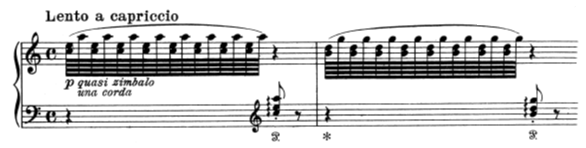 Lento a capriccio
p quasi zimbalo
una corda